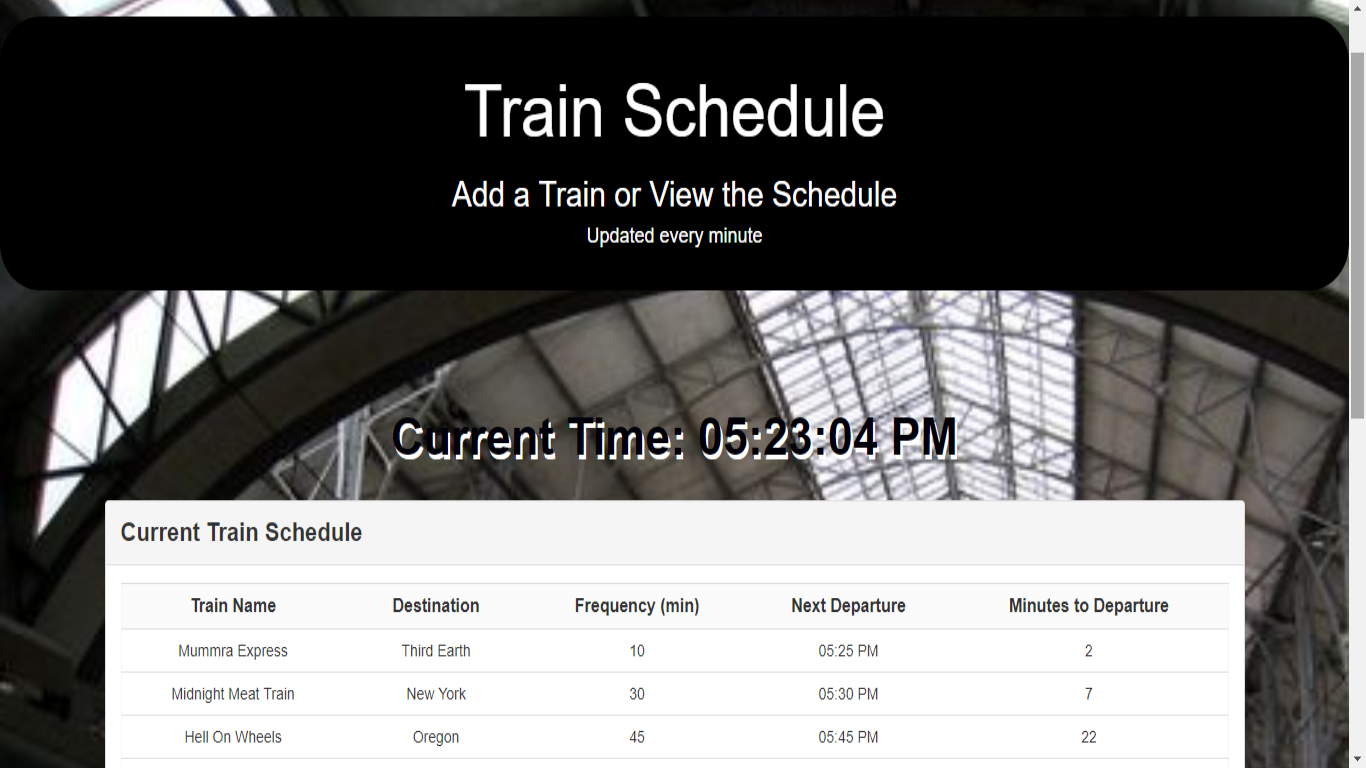 Train Schedule
Add a Train or View the Schedule
Updated every minute
Current Time: 05:23:04 PM
Current Train Schedule
Train Name Destination Frequency (min) Next Departure Minutes to Departure
Mummra Express Third Earth 10 05:25 PM 2
Midnight Meat Train New York 30 05:30 PM 7
Hell On Wheels Oregon 45 05:45 PM 22